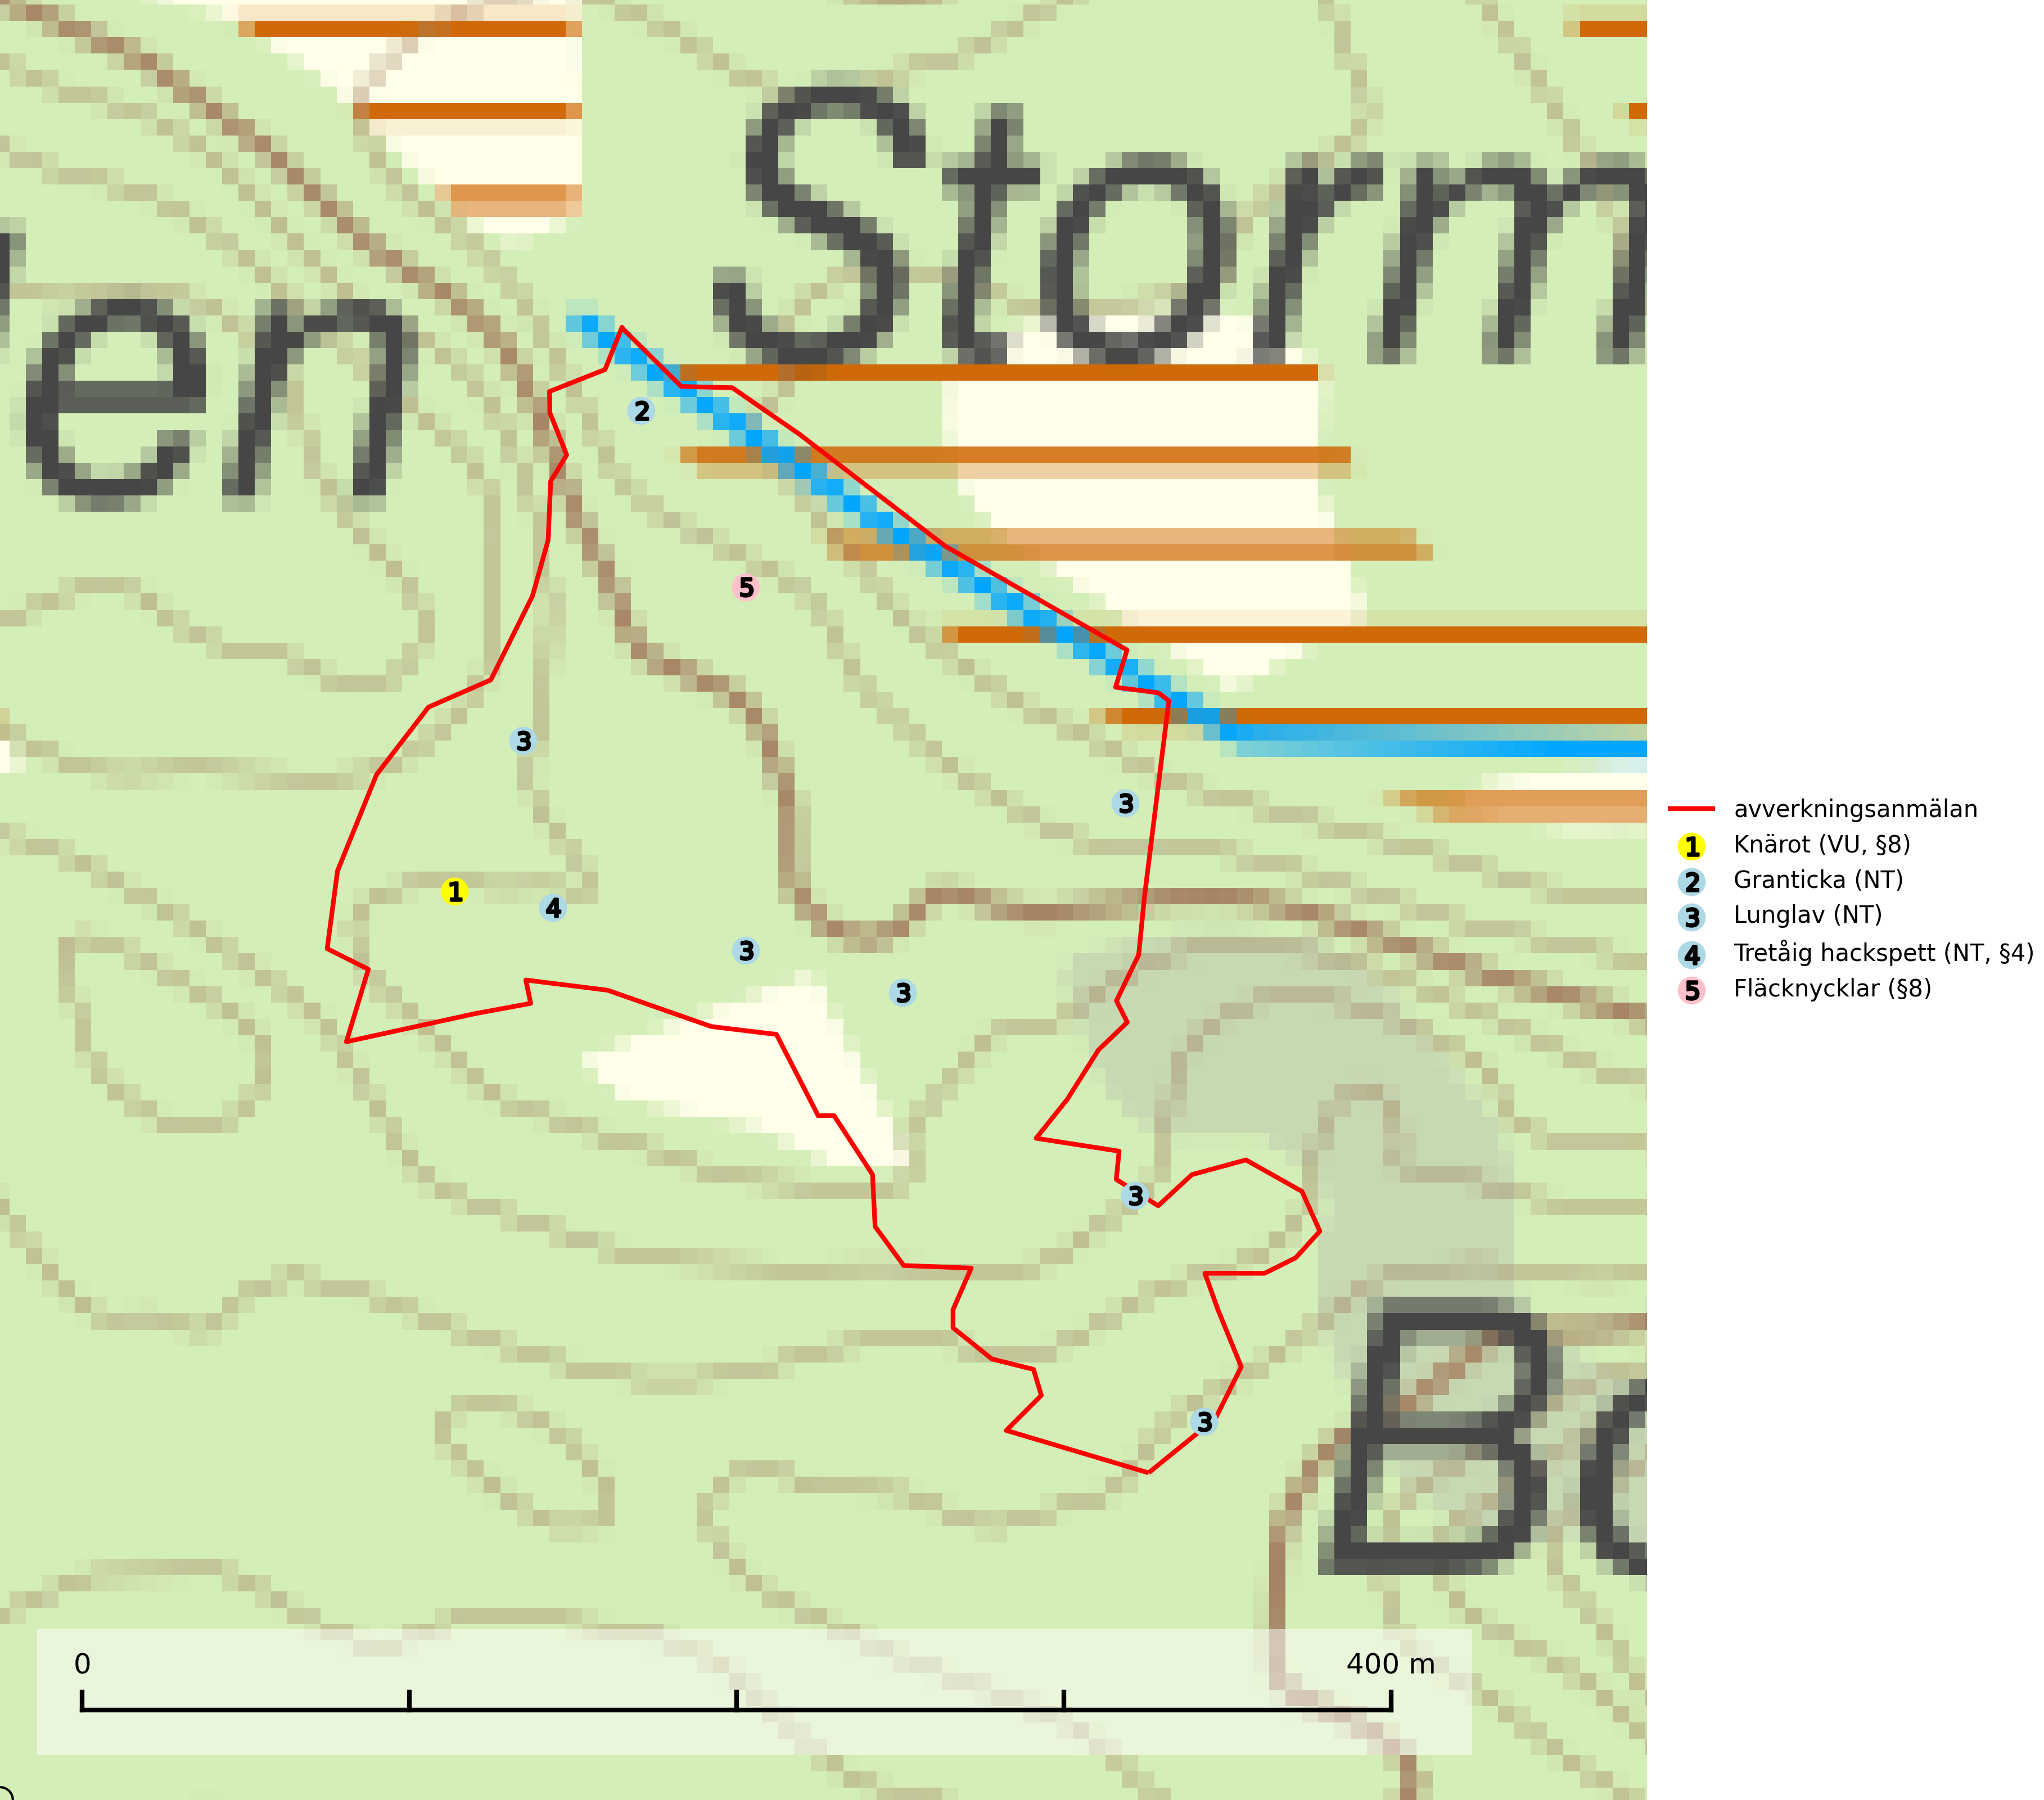 Storm
en
2
5
3
3
1
4
3
3
3
3
B
0
400 m
avverkningsanmälan
1 Knärot (VU, §8)
2 Granticka (NT)
3 Lunglav (NT)
4 Tretåig hackspett (NT, §4)
5 Fläcknycklar (§8)